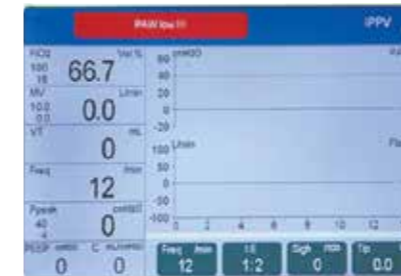 PAW low !!! IPPV
FiO2 Vol.%
100
18
66.7
MV L/min
10.0
0.0
0.0
VT mL
0
Freq /min
12
Ppeak cmH2O
40
4
0
PEEP cmH2O
0
C
0
60 cmH2O
40
20
0
-20
100 L/min
50
0
-50
-100
0 2 4 6 8 10 12
Freq /min
12
I:E
1:2
Sigh
0
Tip
0.0